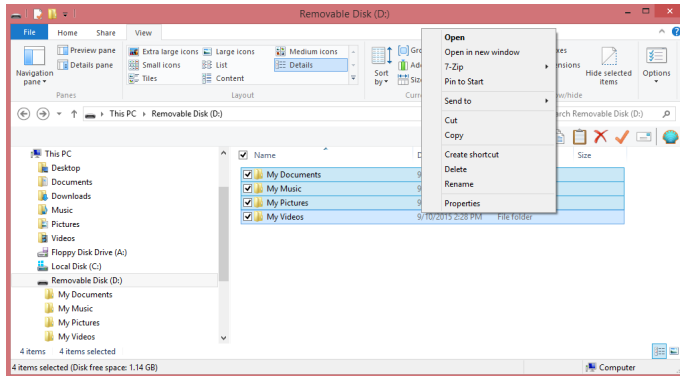 Removable Disk (D:)
File Home Share View
Navigation pane
Preview pane
Details pane
Panes
Extra large icons Large icons Medium icons
Small icons List Details
Tiles Content
Layout
Sort by
Hide selected items
Options
This PC Removable Disk (D:)
Removable Disk (D:)
This PC
Desktop
Documents
Downloads
Music
Pictures
Videos
Floppy Disk Drive (A:)
Local Disk (C:)
Removable Disk (D:)
My Documents
My Music
My Pictures
My Videos
Name Size
My Documents
My Music
My Pictures
My Videos 9/10/2015 2:28 PM File folder
Open
Open in new window
7-Zip
Pin to Start
Send to
Cut
Copy
Create shortcut
Delete
Rename
Properties
4 items 4 items selected
4 items selected (Disk free space: 1.14 GB) Computer